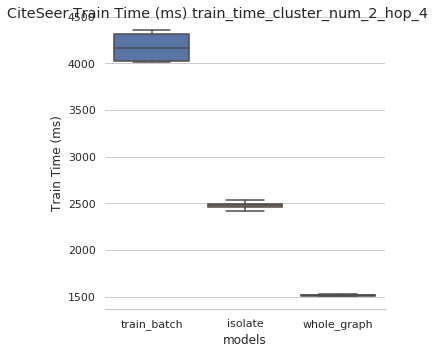 CiteSeer Train Time (ms) train_time_cluster_num_2_hop_4
4500
4000
3500
3000
2500
2000
1500
Train Time (ms)
train_batch isolate whole_graph
models